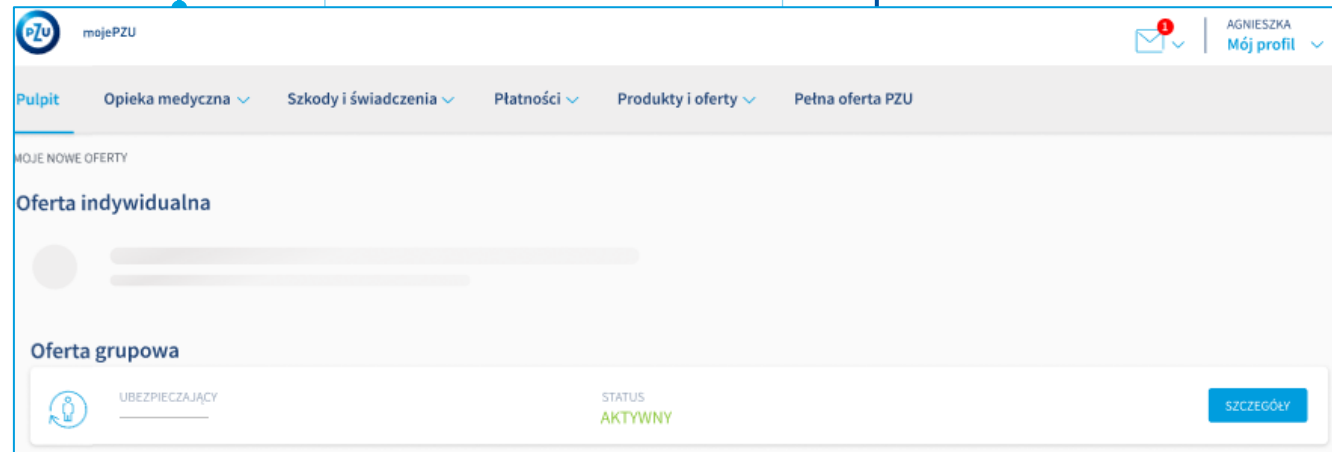 PZU
mojePZU
1
AGNIESZKA
Mój profil
Pulpit
Opieka medyczna
Szkody i świadczenia
Płatności
Produkty i oferty
Pełna oferta PZU
MOJE NOWE OFERTY
Oferta indywidualna
Oferta grupowa
UBEZPIECZAJĄCY
STATUS
AKTYWNY
SZCZEGÓŁY